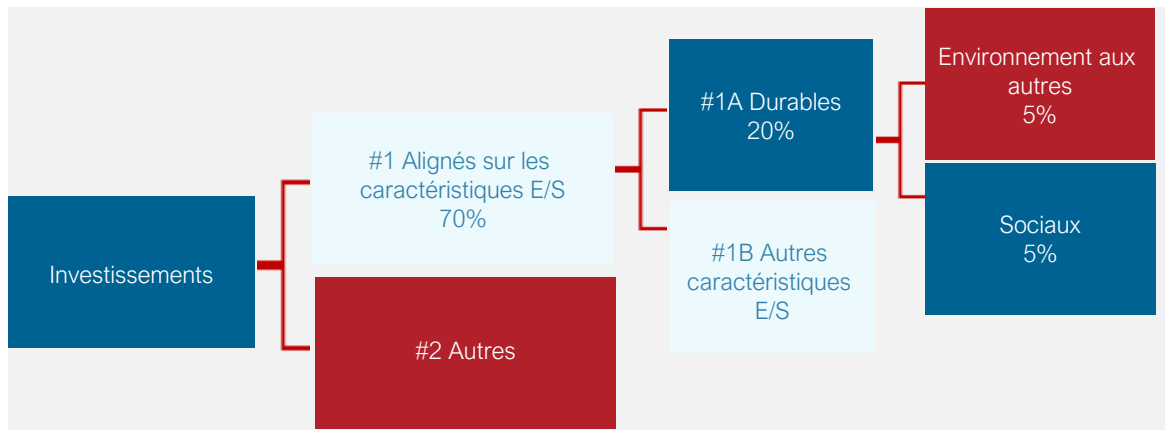 Investissements
#1 Alignés sur les
caractéristiques E/S
70%
#2 Autres
#1A Durables
20%
#1B Autres
caractéristiques
E/S
Environnement aux
autres
5%
Sociaux
5%